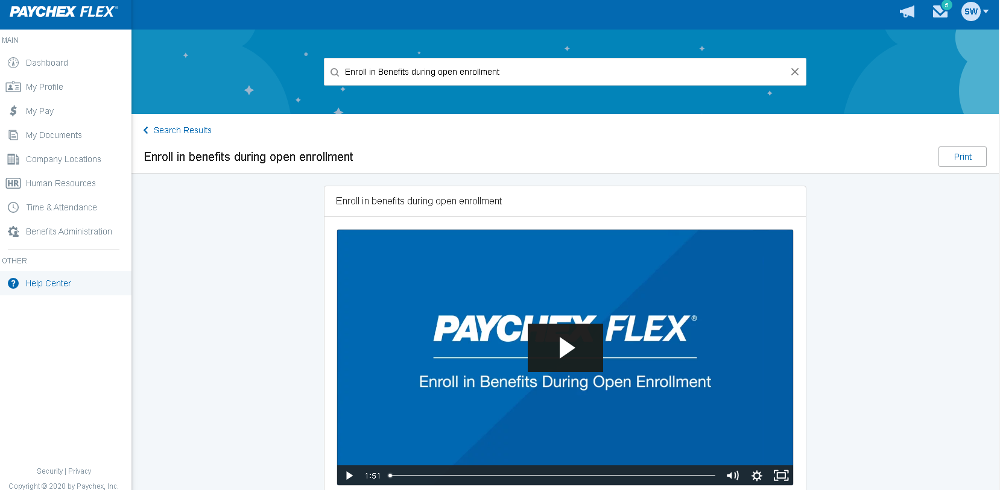 PAYCHEX FLEX®
5
SW
MAIN
Dashboard
My Profile
My Pay
My Documents
Company Locations
HR Human Resources
Time & Attendance
Benefits Administration
OTHER
? Help Center
Security | Privacy
Copyright © 2020 by Paychex, Inc.
Enroll in Benefits during open enrollment
Search Results
Enroll in benefits during open enrollment
Print
Enroll in benefits during open enrollment
PAYCHEX FLEX®
Enroll in Benefits During Open Enrollment
1:51